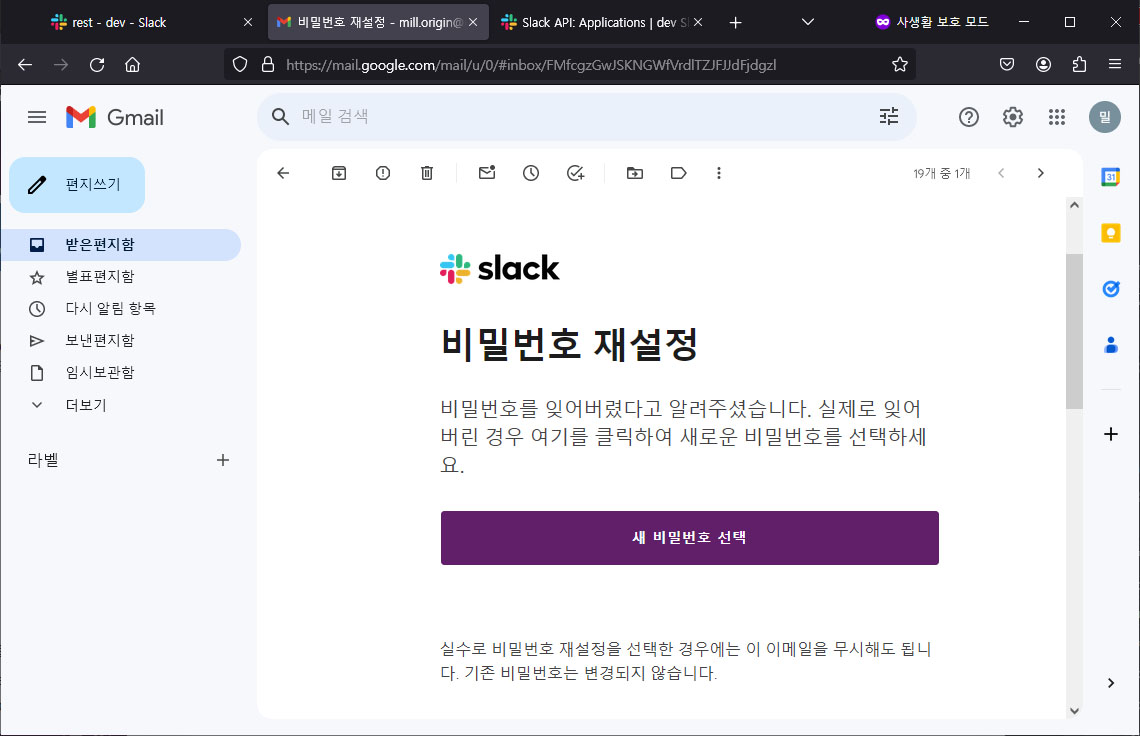 rest - dev - Slack
비밀번호 재설정 - mill.origin@
Slack API: Applications | dev Sl
사생활 보호 모드
https://mail.google.com/mail/u/0/#inbox/FMfcgzGwJSKNGWfVrdlTZJFJJdFjdgzl
Gmail
메일 검색
밀
편지쓰기
19개 중 1개
31
받은편지함
별표편지함
다시 알림 항목
보낸편지함
임시보관함
더보기
라벨
slack
비밀번호 재설정
비밀번호를 잊어버렸다고 알려주셨습니다. 실제로 잊어
버린 경우 여기를 클릭하여 새로운 비밀번호를 선택하세
요.
새 비밀번호 선택
실수로 비밀번호 재설정을 선택한 경우에는 이 이메일을 무시해도 됩니
다. 기존 비밀번호는 변경되지 않습니다.